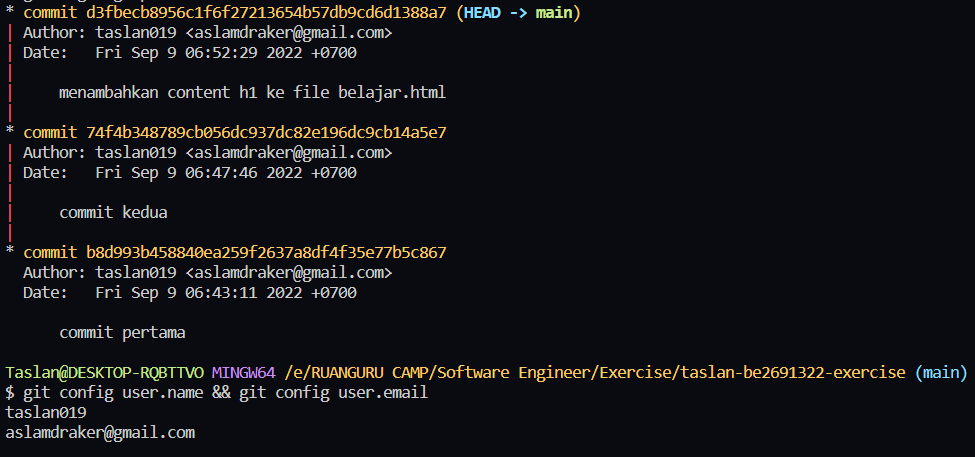 * commit d3fbecb8956c1f6f27213654b57db9cd6d1388a7 (HEAD -> main)
| Author: taslan019 <aslamdraker@gmail.com>
| Date:   Fri Sep 9 06:52:29 2022 +0700
|
|     menambahkan content h1 ke file belajar.html
|
* commit 74f4b348789cb056dc937dc82e196dc9cb14a5e7
| Author: taslan019 <aslamdraker@gmail.com>
| Date:   Fri Sep 9 06:47:46 2022 +0700
|
|     commit kedua
|
* commit b8d993b458840ea259f2637a8df4f35e77b5c867
  Author: taslan019 <aslamdraker@gmail.com>
  Date:   Fri Sep 9 06:43:11 2022 +0700

      commit pertama

Taslan@DESKTOP-RQBTTVO MINGW64 /e/RUANGURU CAMP/Software Engineer/Exercise/taslan-be2691322-exercise (main)
$ git config user.name && git config user.email
taslan019
aslamdraker@gmail.com